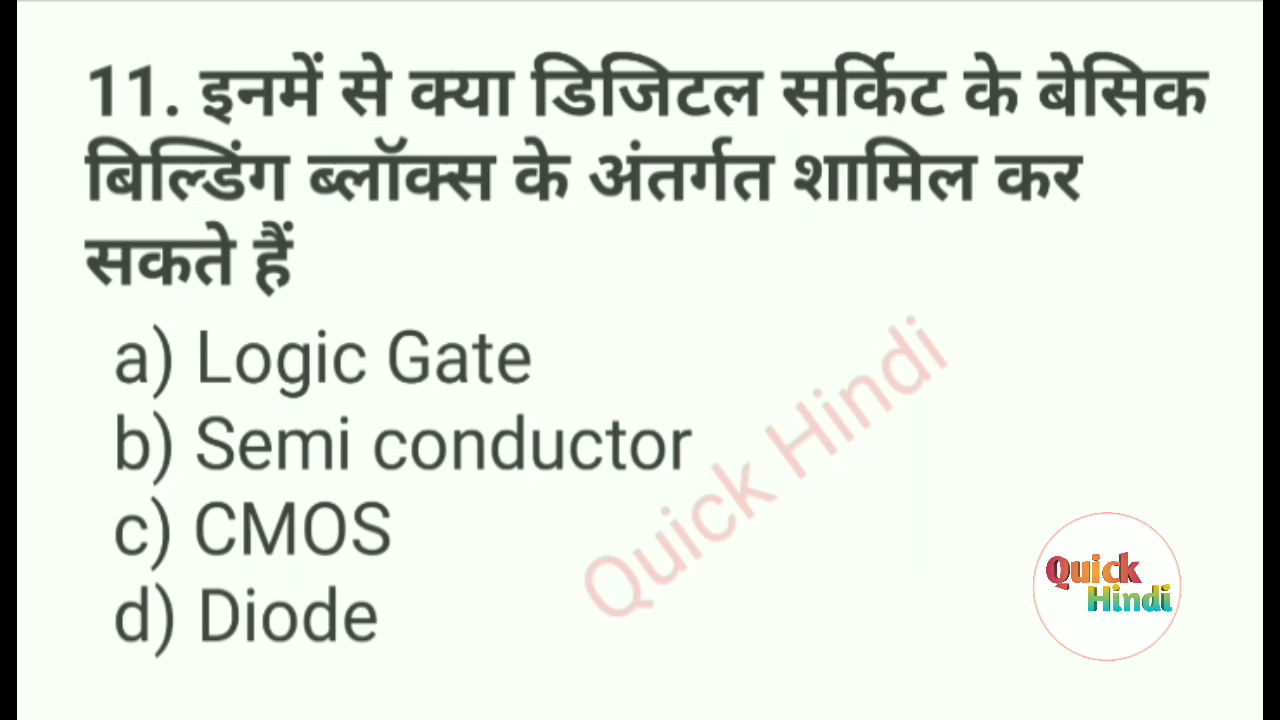 11. इनमें से क्या डिजिटल सर्किट के बेसिक
बिल्डिंग ब्लॉक्स के अंतर्गत शामिल कर
सकते हैं
a) Logic Gate
b) Semi conductor
c) CMOS
d) Diode
Quick Hindi
Quick
Hindi